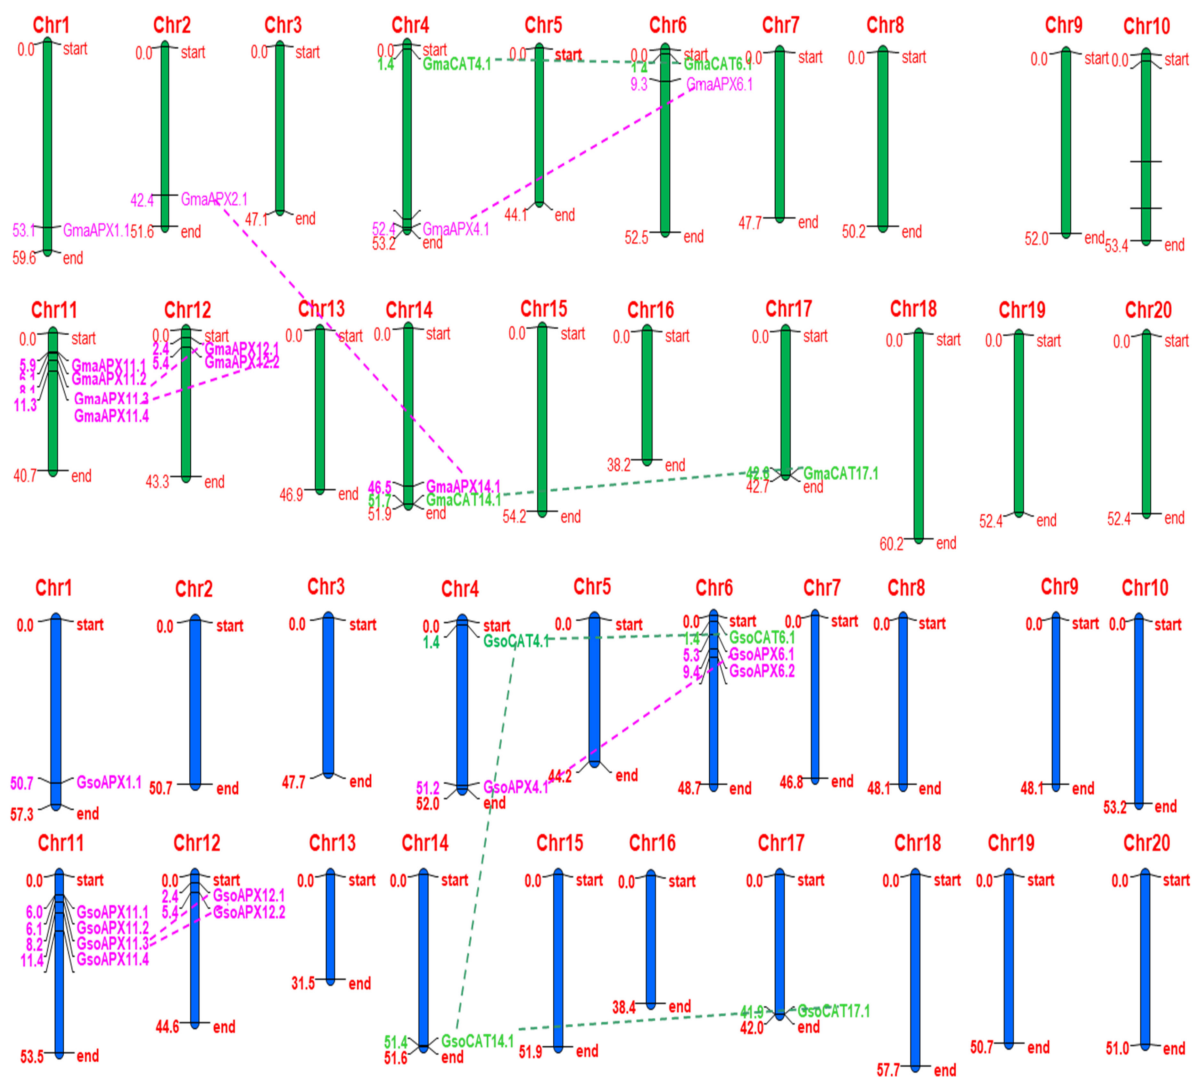 Chr1 Chr2 Chr3 Chr4 Chr5 Chr6 Chr7 Chr8 Chr9 Chr10
0.0 start 0.0 start 0.0 start 0.0 start 0.0 start 0.0 start 0.0 start 0.0 start 0.0 start 0.0 start
1.4 GmaCAT4.1 1.4 GmaCAT6.1
9.3 GmaAPX6.1
42.4 GmaAPX2.1
53.1 GmaAPX1.1 51.6 end 47.1 end 52.4 GmaAPX4.1 44.1 end 47.7 end 50.2 end 52.0 end
59.6 end 53.2 end 52.5 end 53.4 end
Chr11 Chr12 Chr13 Chr14 Chr15 Chr16 Chr17 Chr18 Chr19 Chr20
0.0 start 0.0 start 0.0 start 0.0 start 0.0 start 0.0 start 0.0 start 0.0 start 0.0 start 0.0 start
2.4 GmaAPX12.1
5.9 GmaAPX11.1 5.4 GmaAPX12.2
GmaAPX11.2
8.1 GmaAPX11.3
11.3 GmaAPX11.4
40.7 end 43.3 end 46.9 end 46.5 GmaAPX14.1 38.2 end GmaCAT17.1
51.7 GmaCAT14.1 42.7 end
51.9 end 54.2 end 60.2 end 52.4 end 52.4 end
Chr1 Chr2 Chr3 Chr4 Chr5 Chr6 Chr7 Chr8 Chr9 Chr10
0.0 start 0.0 start 0.0 start 0.0 start 0.0 start 0.0 start 0.0 start 0.0 start 0.0 start 0.0 start
1.4 GsoCAT4.1 1.4 GsoCAT6.1
5.3 GsoAPX6.1
9.4 GsoAPX6.2
50.7 GsoAPX1.1 50.7 end 47.7 end 51.2 GsoAPX4.1 44.2 end 48.7 end 46.8 end 48.1 end 48.1 end
57.3 end 52.0 end 53.2 end
Chr11 Chr12 Chr13 Chr14 Chr15 Chr16 Chr17 Chr18 Chr19 Chr20
0.0 start 0.0 start 0.0 start 0.0 start 0.0 start 0.0 start 0.0 start 0.0 start 0.0 start 0.0 start
2.4 GsoAPX12.1
6.0 GsoAPX11.1 5.4 GsoAPX12.2
6.1 GsoAPX11.2
8.2 GsoAPX11.3
11.4 GsoAPX11.4
31.5 end 38.4 end 41.9 GsoCAT17.1
44.6 end 51.4 GsoCAT14.1 42.0 end
53.5 end 51.6 end 51.9 end 57.7 end 50.7 end 51.0 end